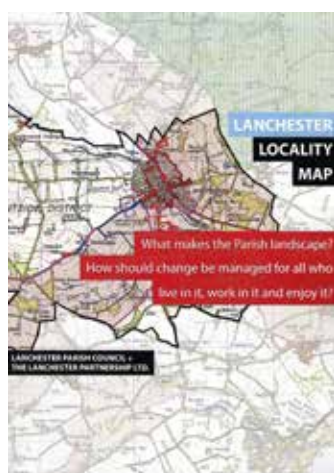 LANCHESTER
LOCALITY
MAP
What makes the Parish landscape?
How should change be managed for all who
live in it, work in it and enjoy it?
LANCHESTER PARISH COUNCIL +
THE LANCHESTER PARTNERSHIP LTD.